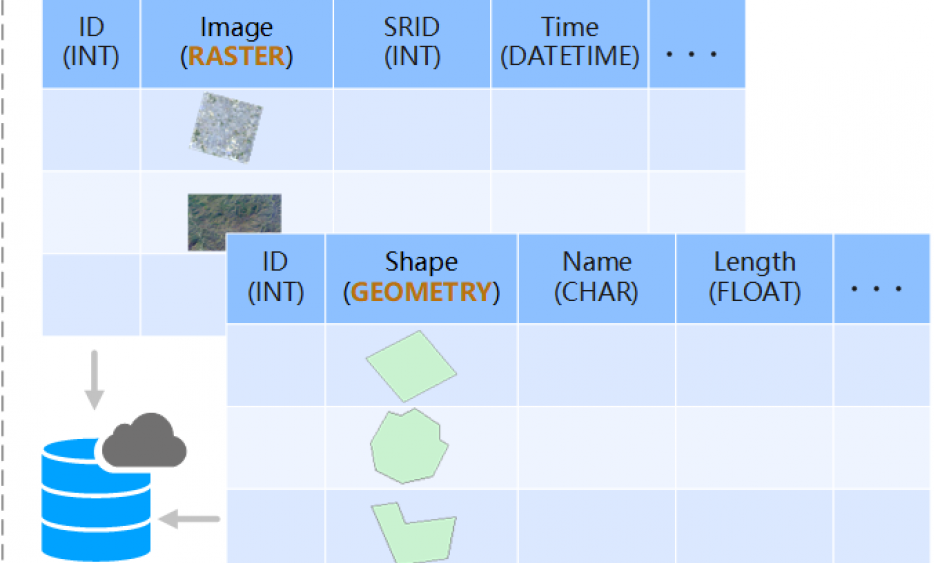 ID Image SRID Time
(INT) (RASTER) (INT) (DATETIME) ...
ID Shape Name Length
(INT) (GEOMETRY) (CHAR) (FLOAT) ...